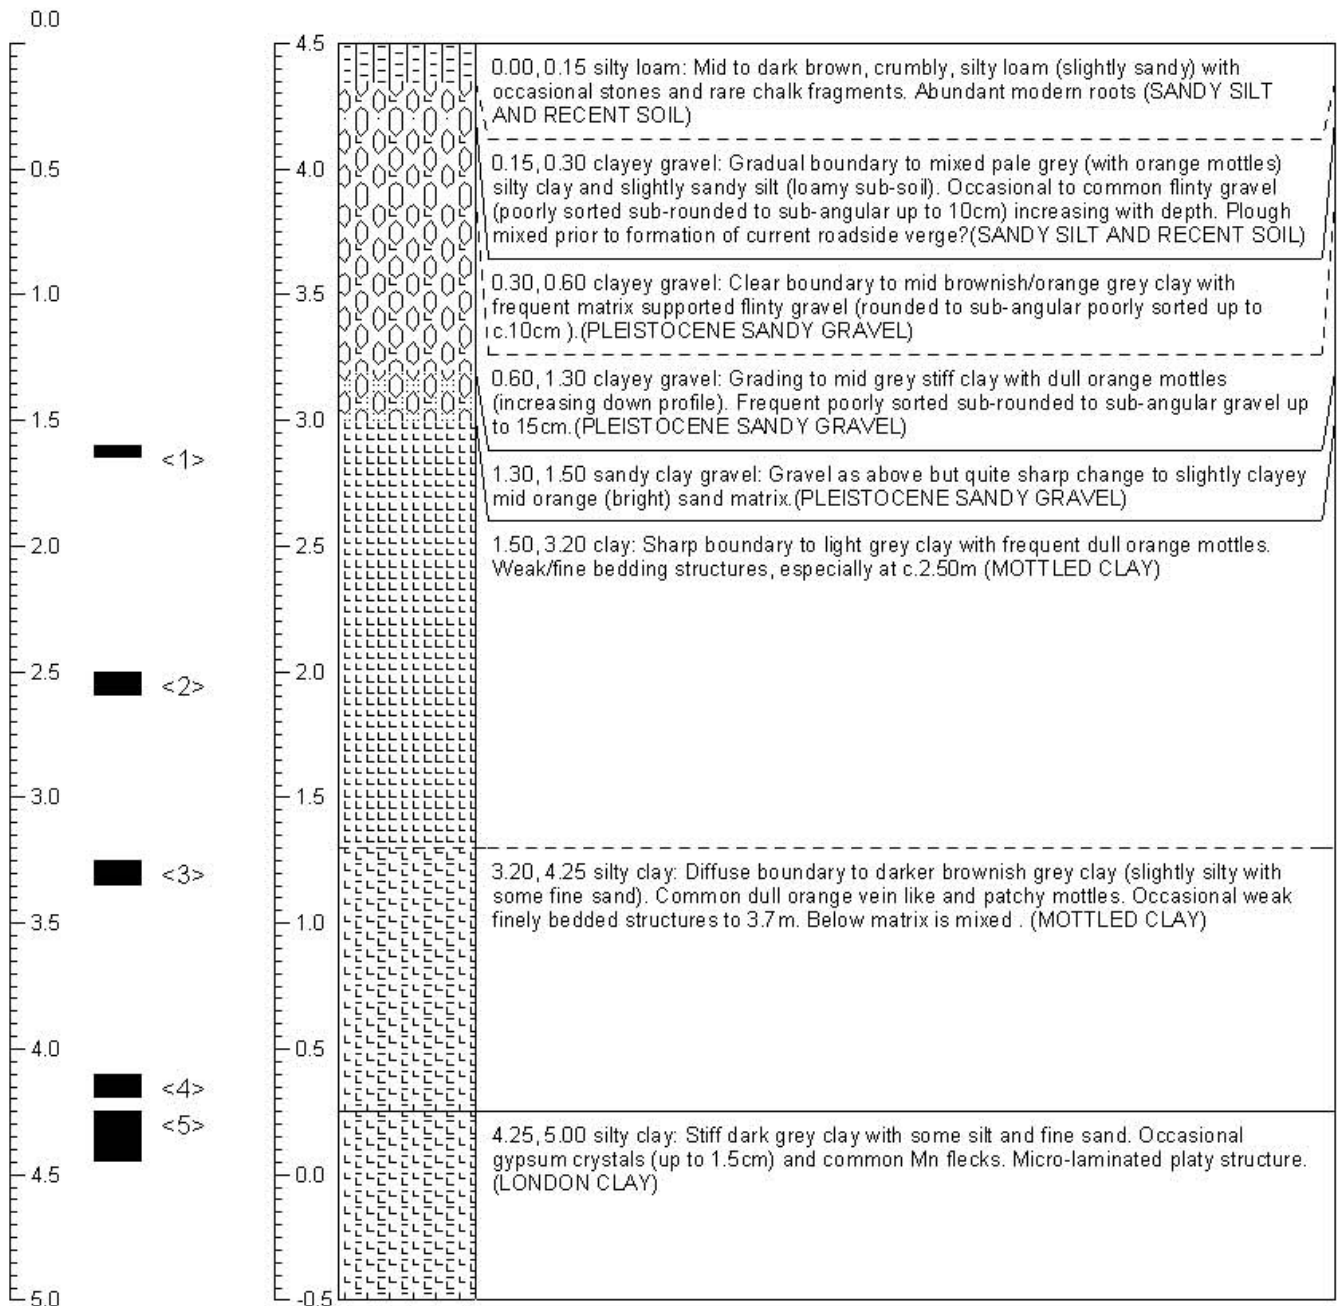 0.0
0.5
1.0
1.5
2.0
2.5
3.0
3.5
4.0
4.5
5.0
<1>
<2>
<3>
<4>
<5>
4.5
4.0
3.5
3.0
2.5
2.0
1.5
1.0
0.5
0.0
-0.5
0.00, 0.15 silty loam: Mid to dark brown, crumbly, silty loam (slightly sandy) with
occasional stones and rare chalk fragments. Abundant modern roots (SANDY SILT
AND RECENT SOIL)
0.15, 0.30 clayey gravel: Gradual boundary to mixed pale grey (with orange mottles)
silty clay and slightly sandy silt (loamy sub-soil). Occasional to common flinty gravel
(poorly sorted sub-rounded to sub-angular up to 10cm) increasing with depth. Plough
mixed prior to formation of current roadside verge?(SANDY SILT AND RECENT SOIL)
0.30, 0.60 clayey gravel: Clear boundary to mid brownish/orange grey clay with
frequent matrix supported flinty gravel (rounded to sub-angular poorly sorted up to
c.10cm ).(PLEISTOCENE SANDY GRAVEL)
0.60, 1.30 clayey gravel: Grading to mid grey stiff clay with dull orange mottles
(increasing down profile). Frequent poorly sorted sub-rounded to sub-angular gravel up
to 15cm.(PLEISTOCENE SANDY GRAVEL)
1.30, 1.50 sandy clay gravel: Gravel as above but quite sharp change to slightly clayey
mid orange (bright) sand matrix.(PLEISTOCENE SANDY GRAVEL)
1.50, 3.20 clay: Sharp boundary to light grey clay with frequent dull orange mottles.
Weak/fine bedding structures, especially at c.2.50m (MOTTLED CLAY)
3.20, 4.25 silty clay: Diffuse boundary to darker brownish grey clay (slightly silty with
some fine sand). Common dull orange vein like and patchy mottles. Occasional weak
finely bedded structures to 3.7m. Below matrix is mixed . (MOTTLED CLAY)
4.25, 5.00 silty clay: Stiff dark grey clay with some silt and fine sand. Occasional
gypsum crystals (up to 1.5cm) and common Mn flecks. Micro-laminated platy structure.
(LONDON CLAY)